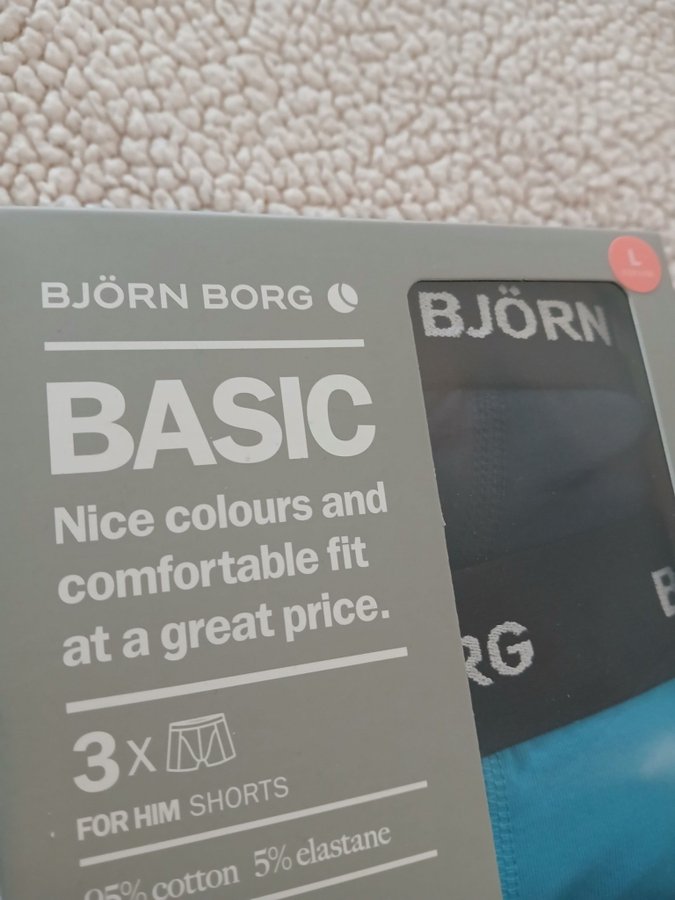 BJÖRN BORG
BASIC
Nice colours and
comfortable fit
at a great price.
3 X
FOR HIM SHORTS
95% cotton 5% elastane
L
BJÖRN
RG
B